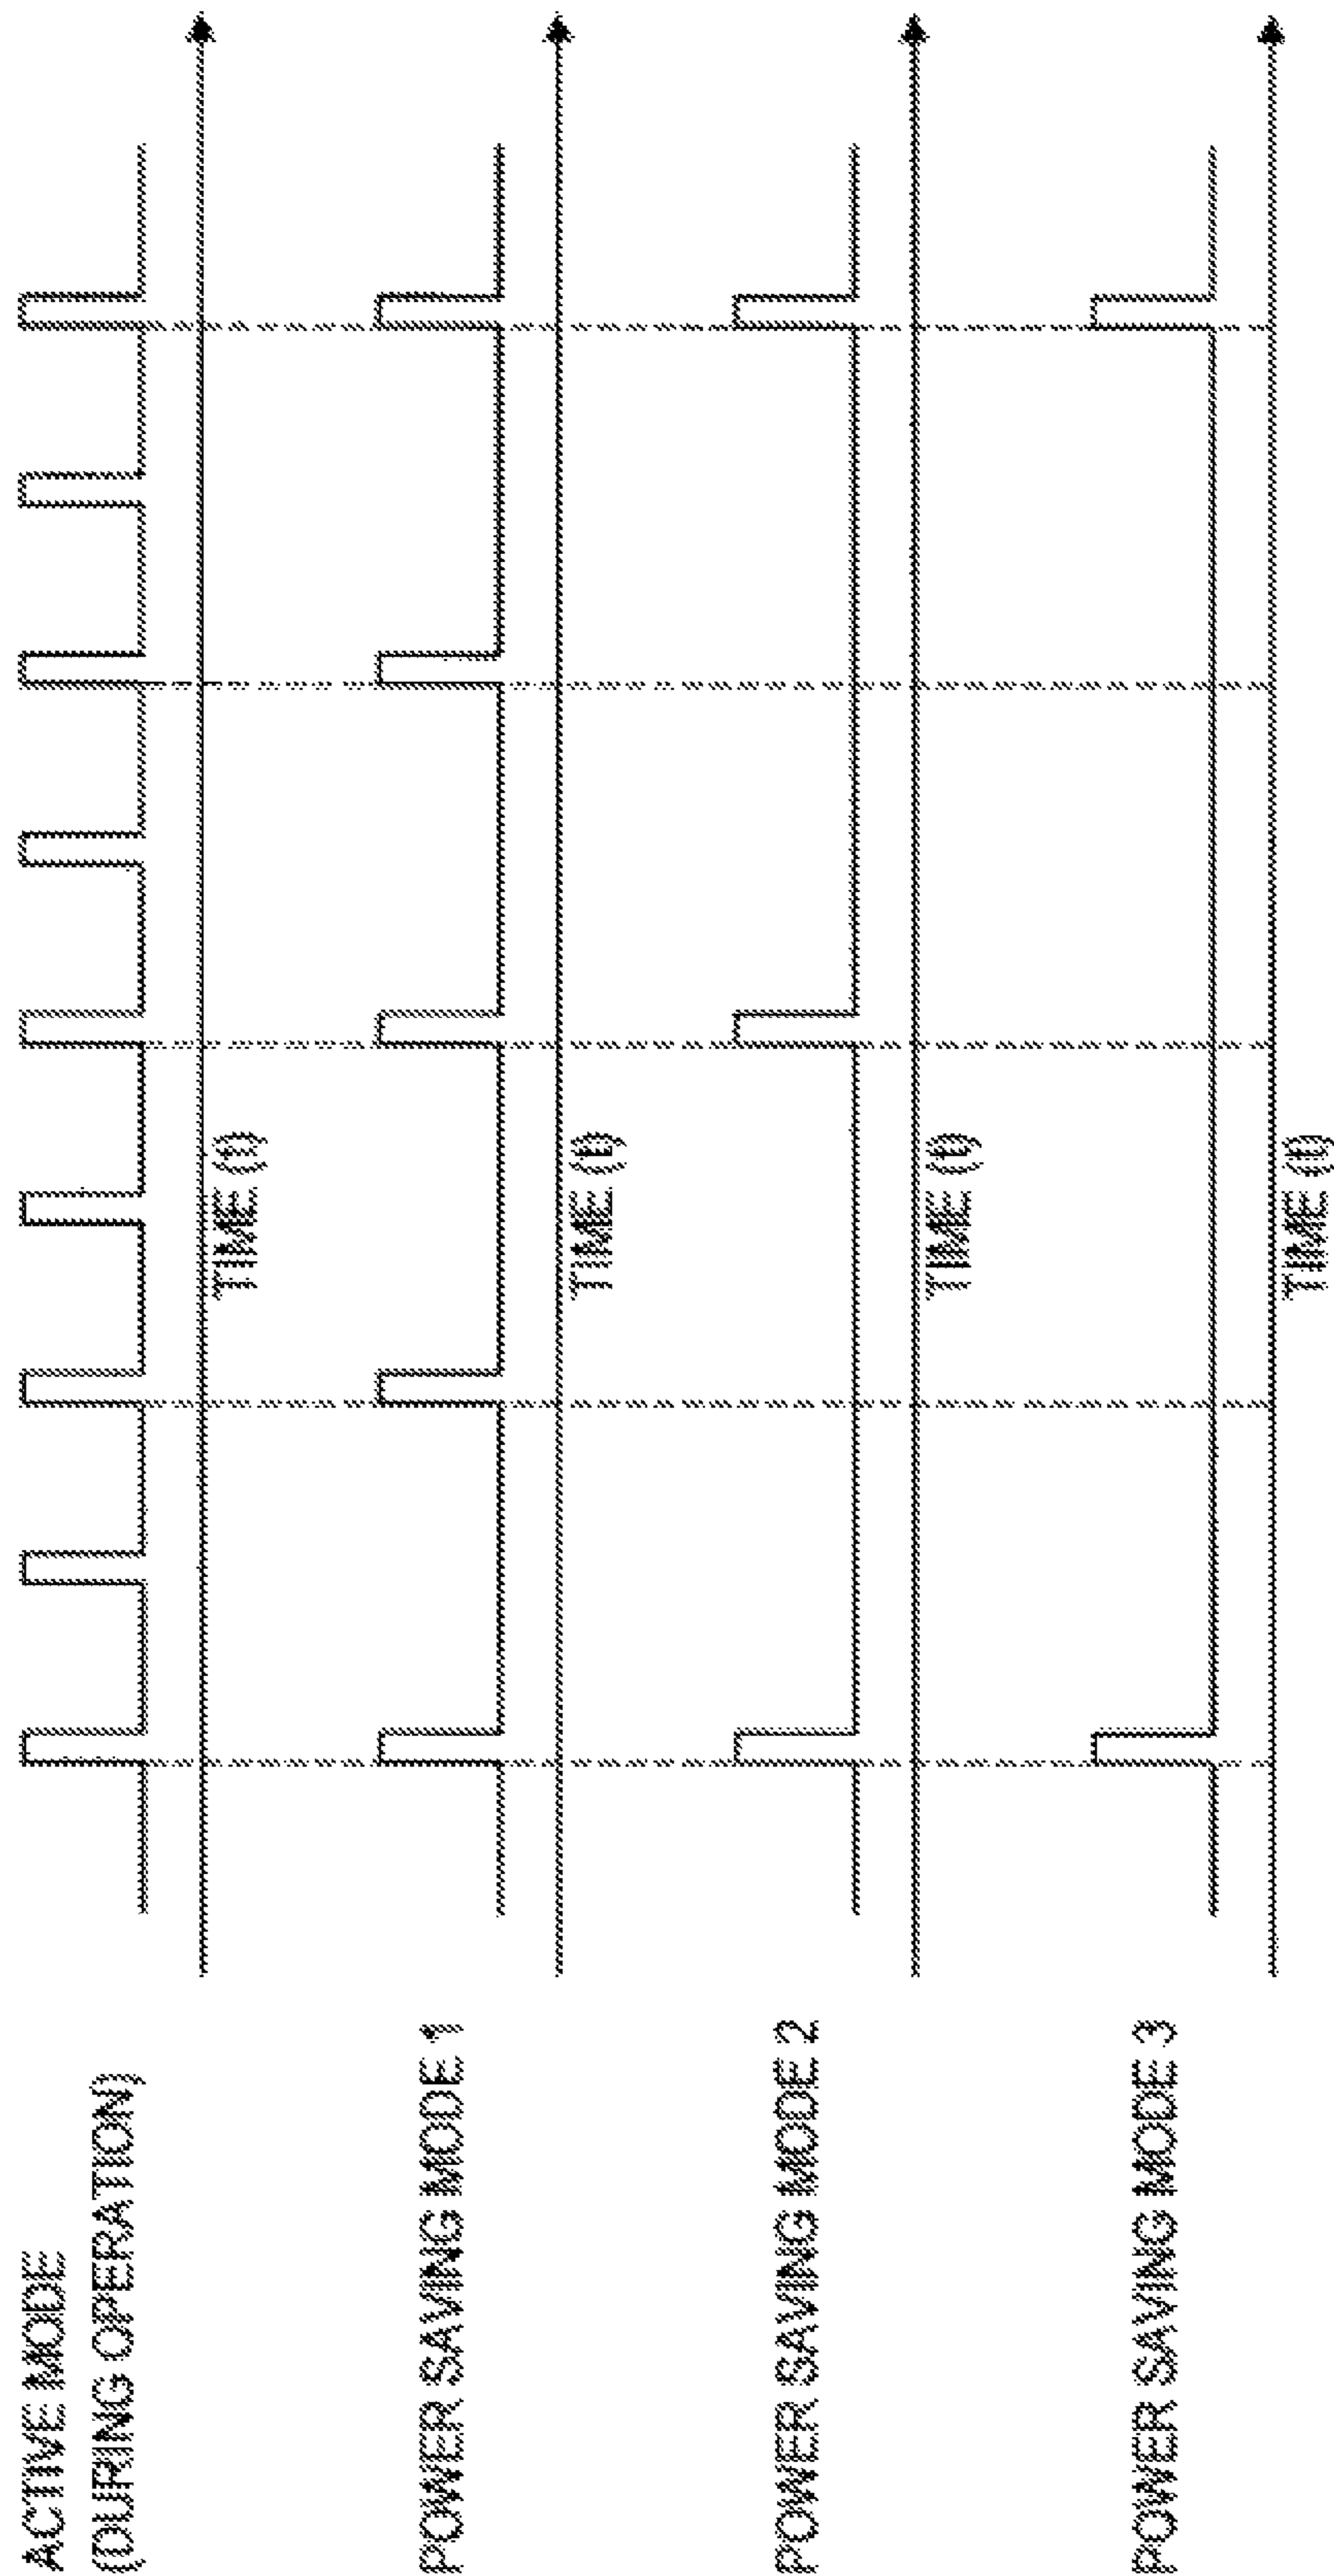 ACTIVE MODE
(DURING OPERATION)
TIME (t)
POWER SAVING MODE 1
TIME (t)
POWER SAVING MODE 2
TIME (t)
POWER SAVING MODE 3
TIME (t)